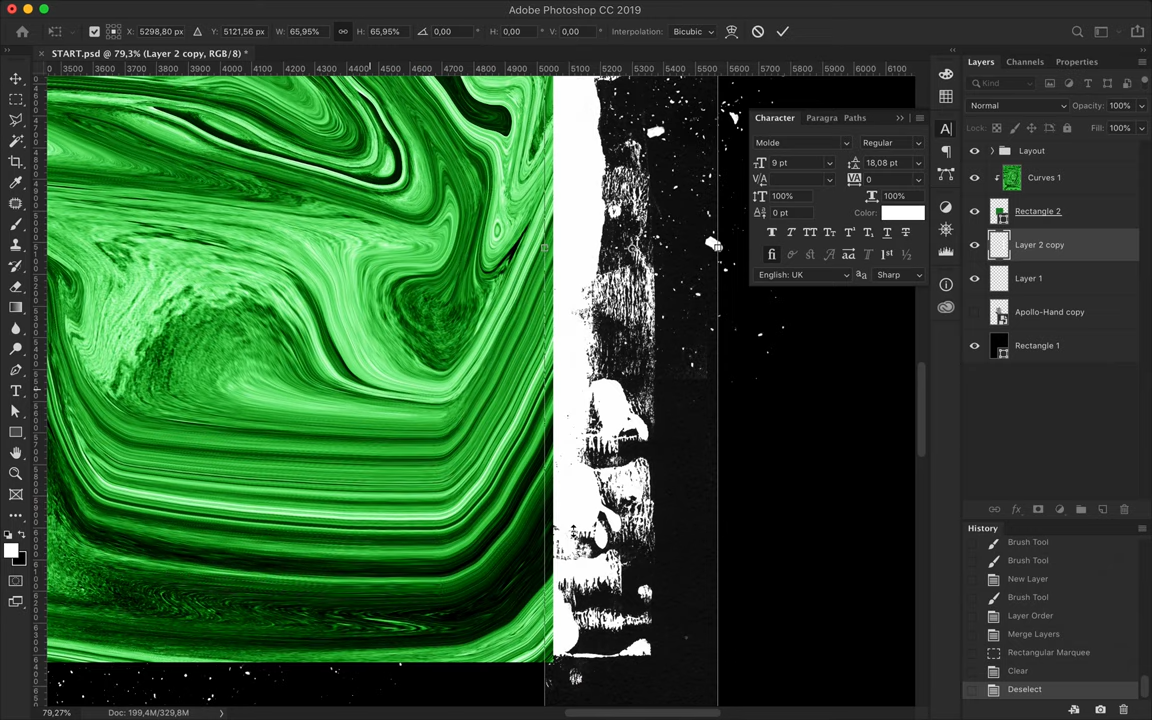 Adobe Photoshop CC 2019
X: 5298,80 px Y: 5121,56 px W: 65,95% H: 65,95% 0,00 ° H: 0,00 ° V: 0,00 ° Interpolation: Bicubic
START.psd @ 79,3% (Layer 2 copy, RGB/8) *
3500 3600 3700 3800 3900 4000 4100 4200 4300 4400 4500 4600 4700 4800 4900 5000 5100 5200 5300 5400 5500 5600 5700 5800 5900 6000 6100
Layers Channels Properties
Kind
Normal Opacity: 100%
Lock: Fill: 100%
Layout
Curves 1
Rectangle 2
Layer 2 copy
Layer 1
Apollo-Hand copy
Rectangle 1
Character Paragra Paths
Molde Regular
9 pt 18,08 pt
0
100% 100%
0 pt Color:
English: UK Sharp
History
Brush Tool
Brush Tool
New Layer
Brush Tool
Layer Order
Merge Layers
Rectangular Marquee
Clear
Deselect
79,27% Doc: 199,4M/329,8M